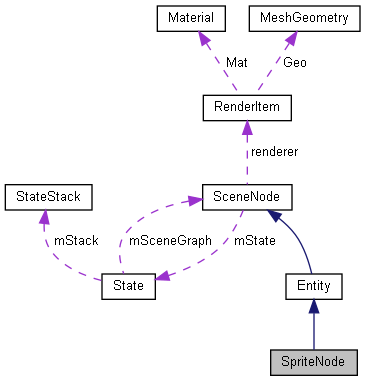 Material
MeshGeometry
Mat
Geo
RenderItem
renderer
StateStack
SceneNode
mStack
mSceneGraph
mState
State
Entity
SpriteNode